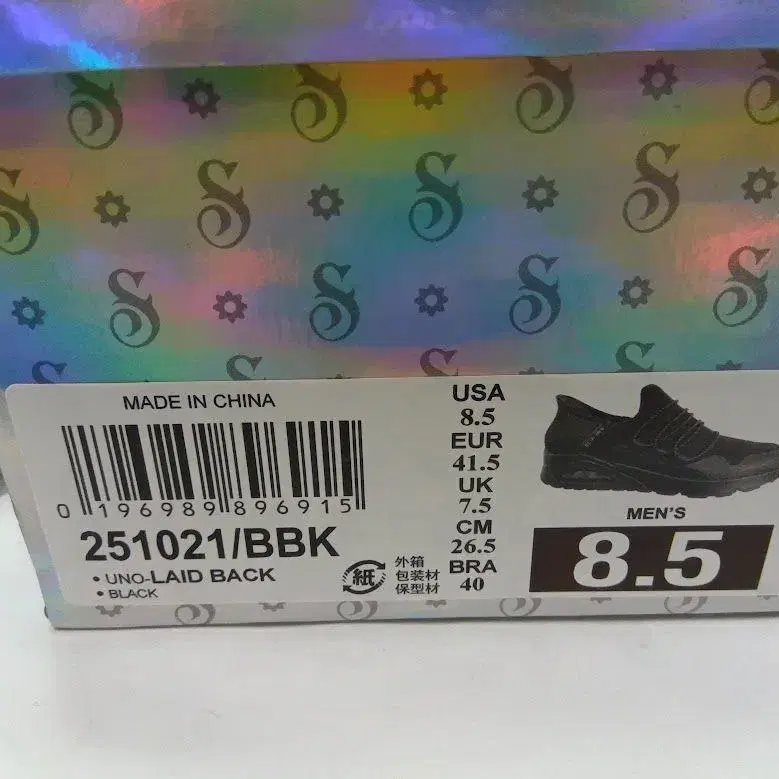 MADE IN CHINA
0 196989 896915
251021/BBK
• UNO-LAID BACK
• BLACK
紙
外箱
包装材
保型材
USA
8.5
EUR
41.5
UK
7.5
CM
26.5
BRA
40
MEN'S
8.5